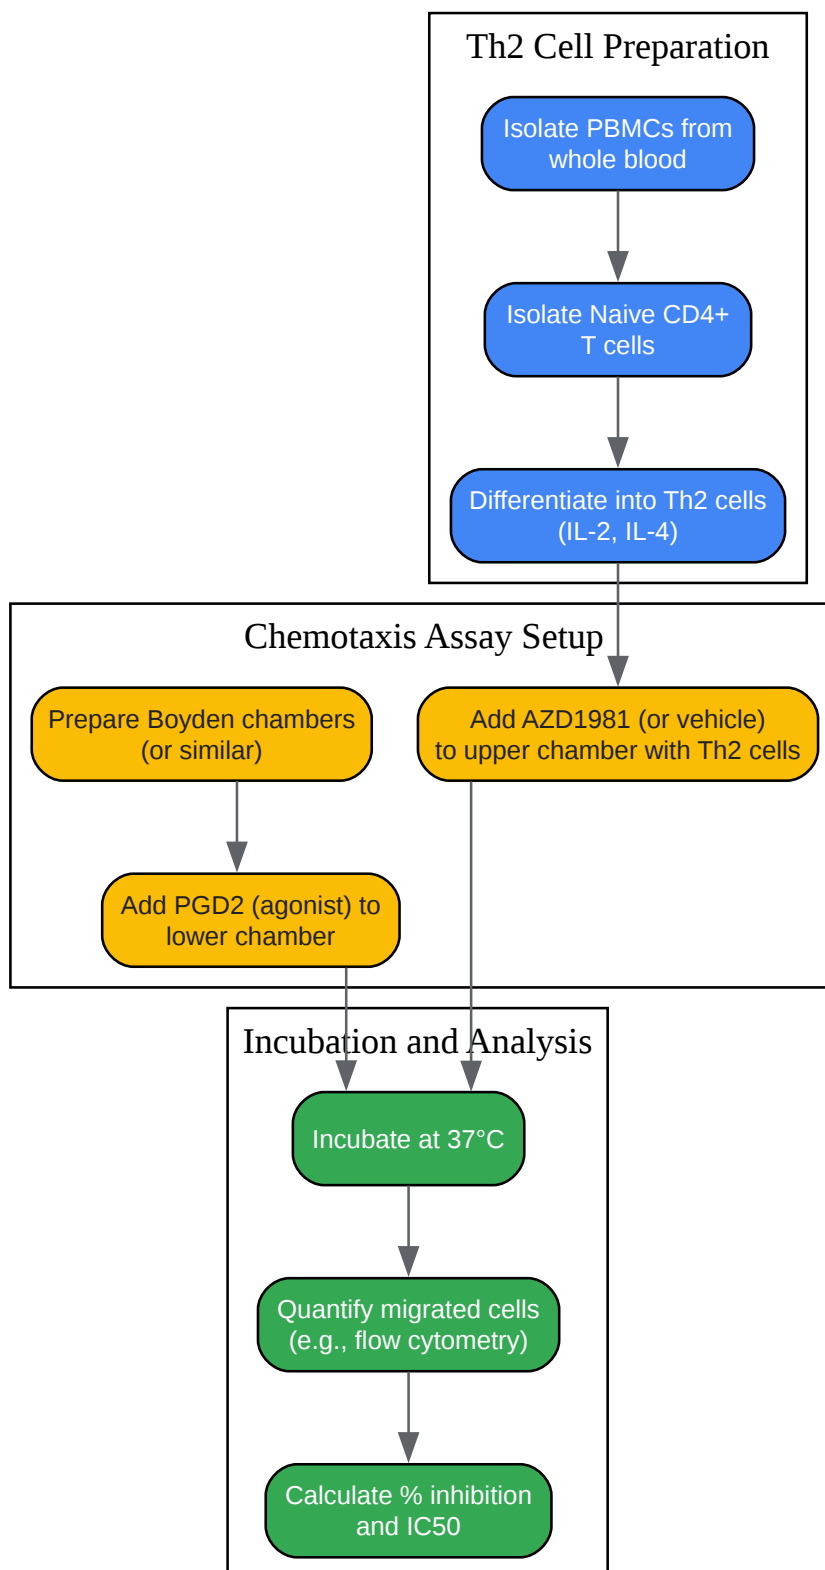 Th2 Cell Preparation
Isolate PBMCs from
whole blood
Isolate Naive CD4+
T cells
Differentiate into Th2 cells
(IL-2, IL-4)
Chemotaxis Assay Setup
Prepare Boyden chambers
(or similar)
Add AZD1981 (or vehicle)
to upper chamber with Th2 cells
Add PGD2 (agonist) to
lower chamber
Incubation and Analysis
Incubate at 37°C
Quantify migrated cells
(e.g., flow cytometry)
Calculate % inhibition
and IC50